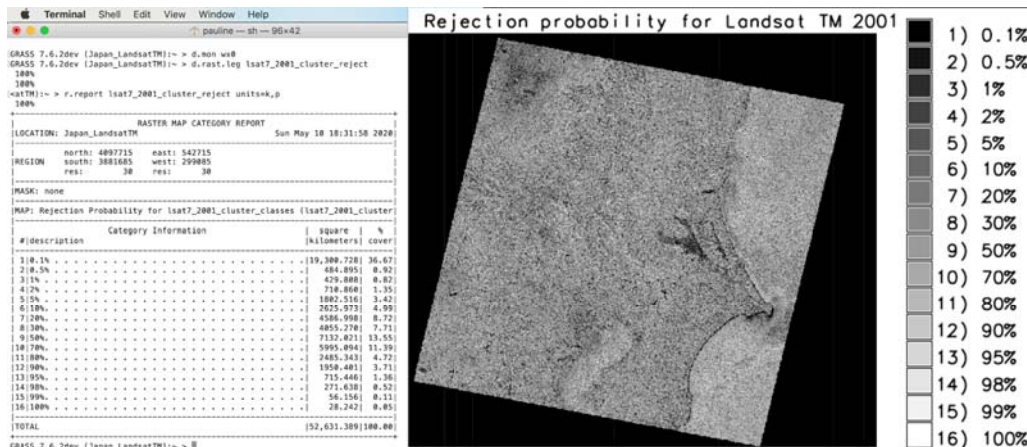 Terminal Shell Edit View Window Help
pauline — sh — 96×42
GRASS 7.6.2dev (Japan_LandsatTM):~ > d.mon wx0
GRASS 7.6.2dev (Japan_LandsatTM):~ > d.rast.leg lsat7_2001_cluster_reject
100%
100%
<atTM):~ > r.report lsat7_2001_cluster_reject units=k,p
100%
RASTER MAP CATEGORY REPORT
LOCATION: Japan_LandsatTM Sun May 10 18:31:58 2020
north: 4097715 east: 542715
REGION south: 3881685 west: 299085
res: 30 res: 30
MASK: none
MAP: Rejection Probability for lsat7_2001_cluster_classes (lsat7_2001_cluster
Category Information | square | %
#|description |kilometers| cover
1|0.1% . . . . . . . . . . |19,300.728| 36.67
2|0.5% . . . . . . . . . . | 484.895| 0.92
3|1% . . . . . . . . . . | 429.808| 0.82
4|2% . . . . . . . . . . | 710.860| 1.35
5|5% . . . . . . . . . . | 1802.516| 3.42
6|10% . . . . . . . . . . | 2625.973| 4.99
7|20% . . . . . . . . . . | 4586.998| 8.72
8|30% . . . . . . . . . . | 4055.270| 7.71
9|50% . . . . . . . . . . | 7132.021| 13.55
10|70% . . . . . . . . . . | 5995.094| 11.39
11|80% . . . . . . . . . . | 2485.343| 4.72
12|90% . . . . . . . . . . | 1950.401| 3.71
13|95% . . . . . . . . . . | 715.446| 1.36
14|98% . . . . . . . . . . | 271.638| 0.52
15|99% . . . . . . . . . . | 56.156| 0.11
16|100% . . . . . . . . . . | 28.242| 0.05
TOTAL |52,631.389|100.00
GRASS 7.6.2dev (Japan_LandsatTM):~ >
Rejection probability for Landsat TM 2001
1) 0.1%
2) 0.5%
3) 1%
4) 2%
5) 5%
6) 10%
7) 20%
8) 30%
9) 50%
10) 70%
11) 80%
12) 90%
13) 95%
14) 98%
15) 99%
16) 100%